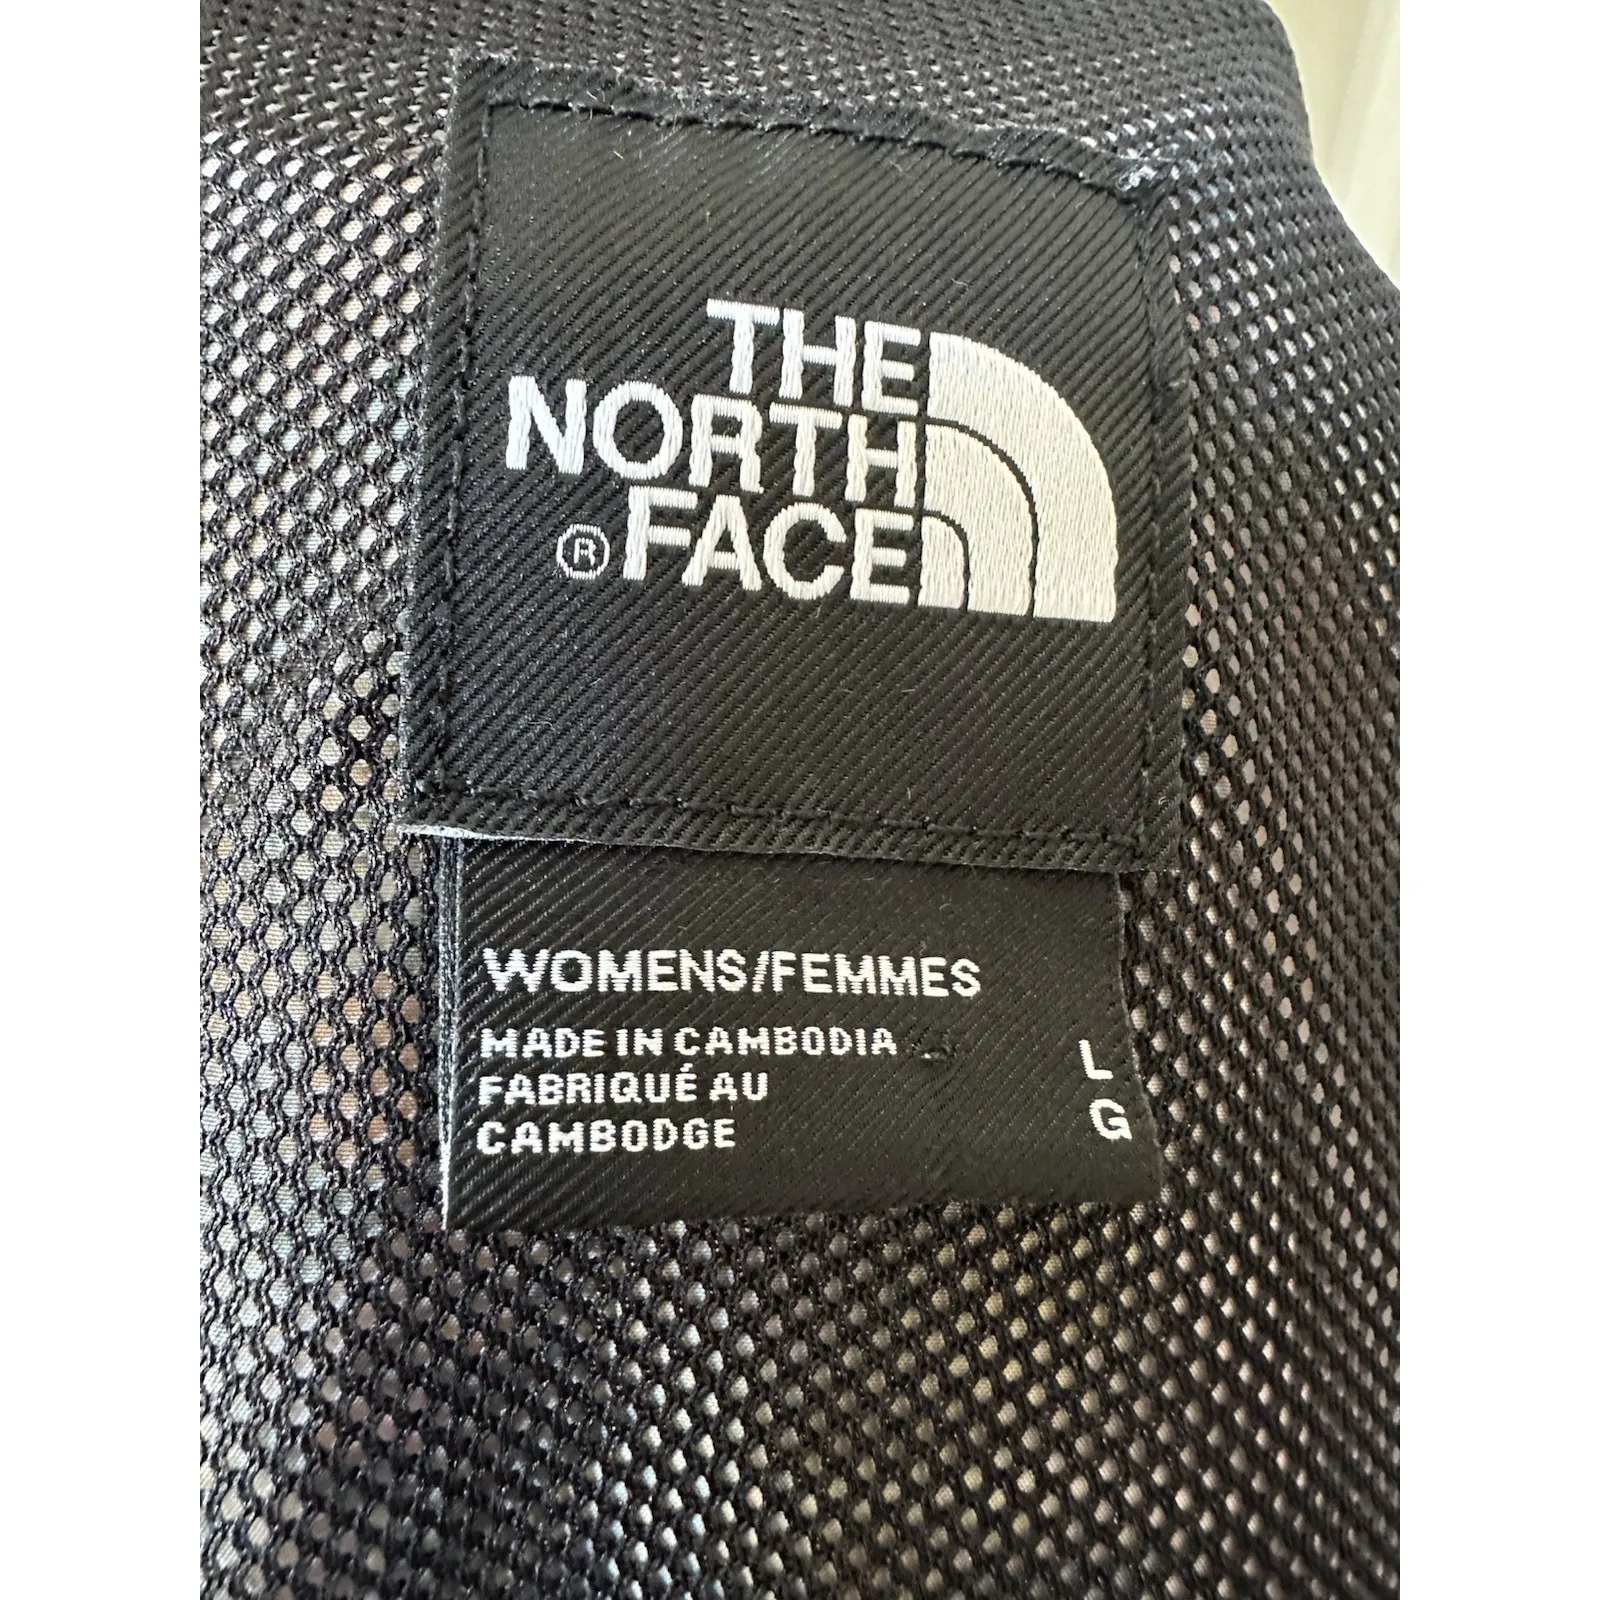 THE
NORTH
® FACE
WOMENS/FEMMES
MADE IN CAMBODIA
FABRIQUÉ AU
CAMBODGE
L
G